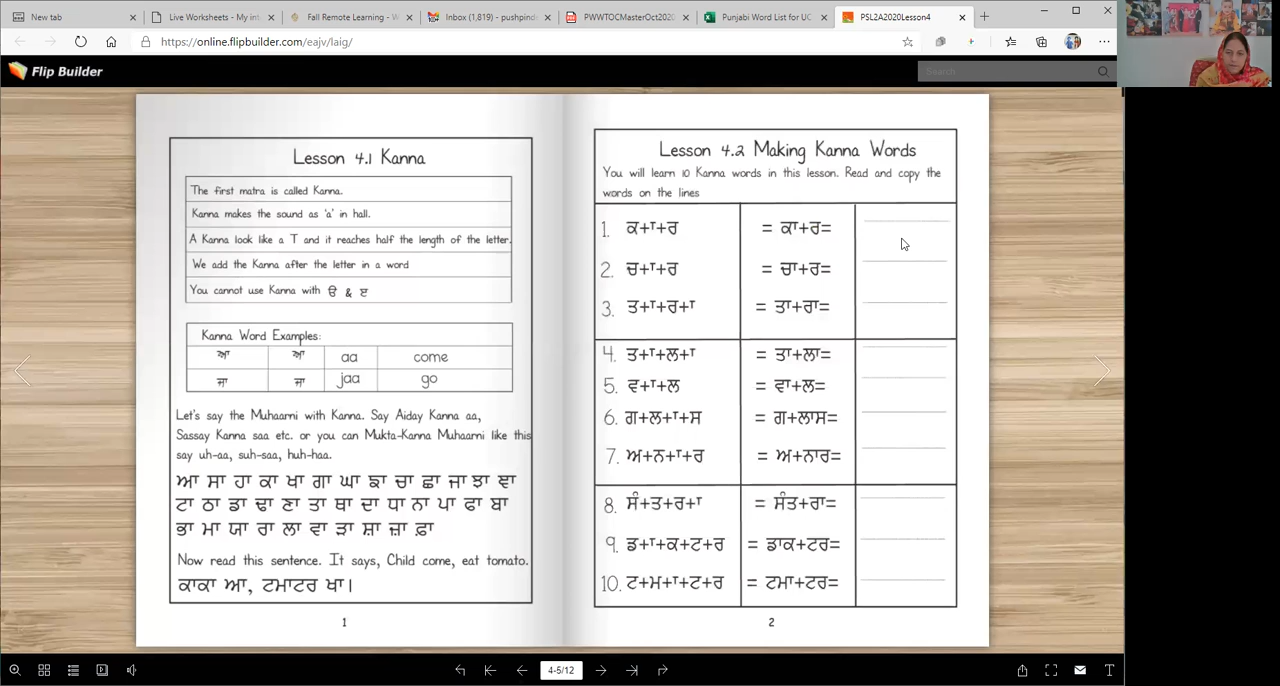 New tab
Live Worksheets - My int
Fall Remote Learning - W
Inbox (1,819) - pushpind
PWWTOCMasterOct2020
Punjabi Word List for UC
PSL2A2020Lesson4
https://online.flipbuilder.com/eajv/laig/
Flip Builder
Search
Lesson 4.1 Kanna
The first matra is called Kanna.
Kanna makes the sound as 'a' in hall.
A Kanna look like a T and it reaches half the length of the letter.
We add the Kanna after the letter in a word
You cannot use Kanna with ੳ & ੲ
Kanna Word Examples:
ਆ ਆ aa come
ਜਾ ਜਾ jaa go
Let's say the Muhaarni with Kanna. Say Aiday Kanna aa,
Sassay Kanna saa etc. or you can Mukta-Kanna Muhaarni like this
say uh-aa, suh-saa, huh-haa.
ਆ ਸਾ ਹਾ ਕਾ ਖਾ ਗਾ ਘਾ ਙਾ ਚਾ ਛਾ ਜਾ ਝਾ ਞਾ
ਟਾ ਠਾ ਡਾ ਢਾ ਣਾ ਤਾ ਥਾ ਦਾ ਧਾ ਨਾ ਪਾ ਫਾ ਬਾ
ਭਾ ਮਾ ਯਾ ਰਾ ਲਾ ਵਾ ੜਾ ਸ਼ਾ ਜ਼ਾ ਫ਼ਾ
Now read this sentence. It says, Child come, eat tomato.
ਕਾਕਾ ਆ, ਟਮਾਟਰ ਖਾ।
1
Lesson 4.2 Making Kanna Words
You will learn 10 Kanna words in this lesson. Read and copy the
words on the lines
1. ਕ+ਾ+ਰ = ਕਾ+ਰ=
2. ਚ+ਾ+ਰ = ਚਾ+ਰ=
3. ਤ+ਾ+ਰ+ਾ = ਤਾ+ਰਾ=
4. ਤ+ਾ+ਲ+ਾ = ਤਾ+ਲਾ=
5. ਵ+ਾ+ਲ = ਵਾ+ਲ=
6. ਗ+ਲ+ਾ+ਸ = ਗ+ਲਾਸ=
7. ਅ+ਨ+ਾ+ਰ = ਅ+ਨਾਰ=
8. ਸੰ+ਤ+ਰ+ਾ = ਸੰਤ+ਰਾ=
9. ਡ+ਾ+ਕ+ਟ+ਰ = ਡਾਕ+ਟਰ=
10. ਟ+ਮ+ਾ+ਟ+ਰ = ਟਮਾ+ਟਰ=
2
4-5/12